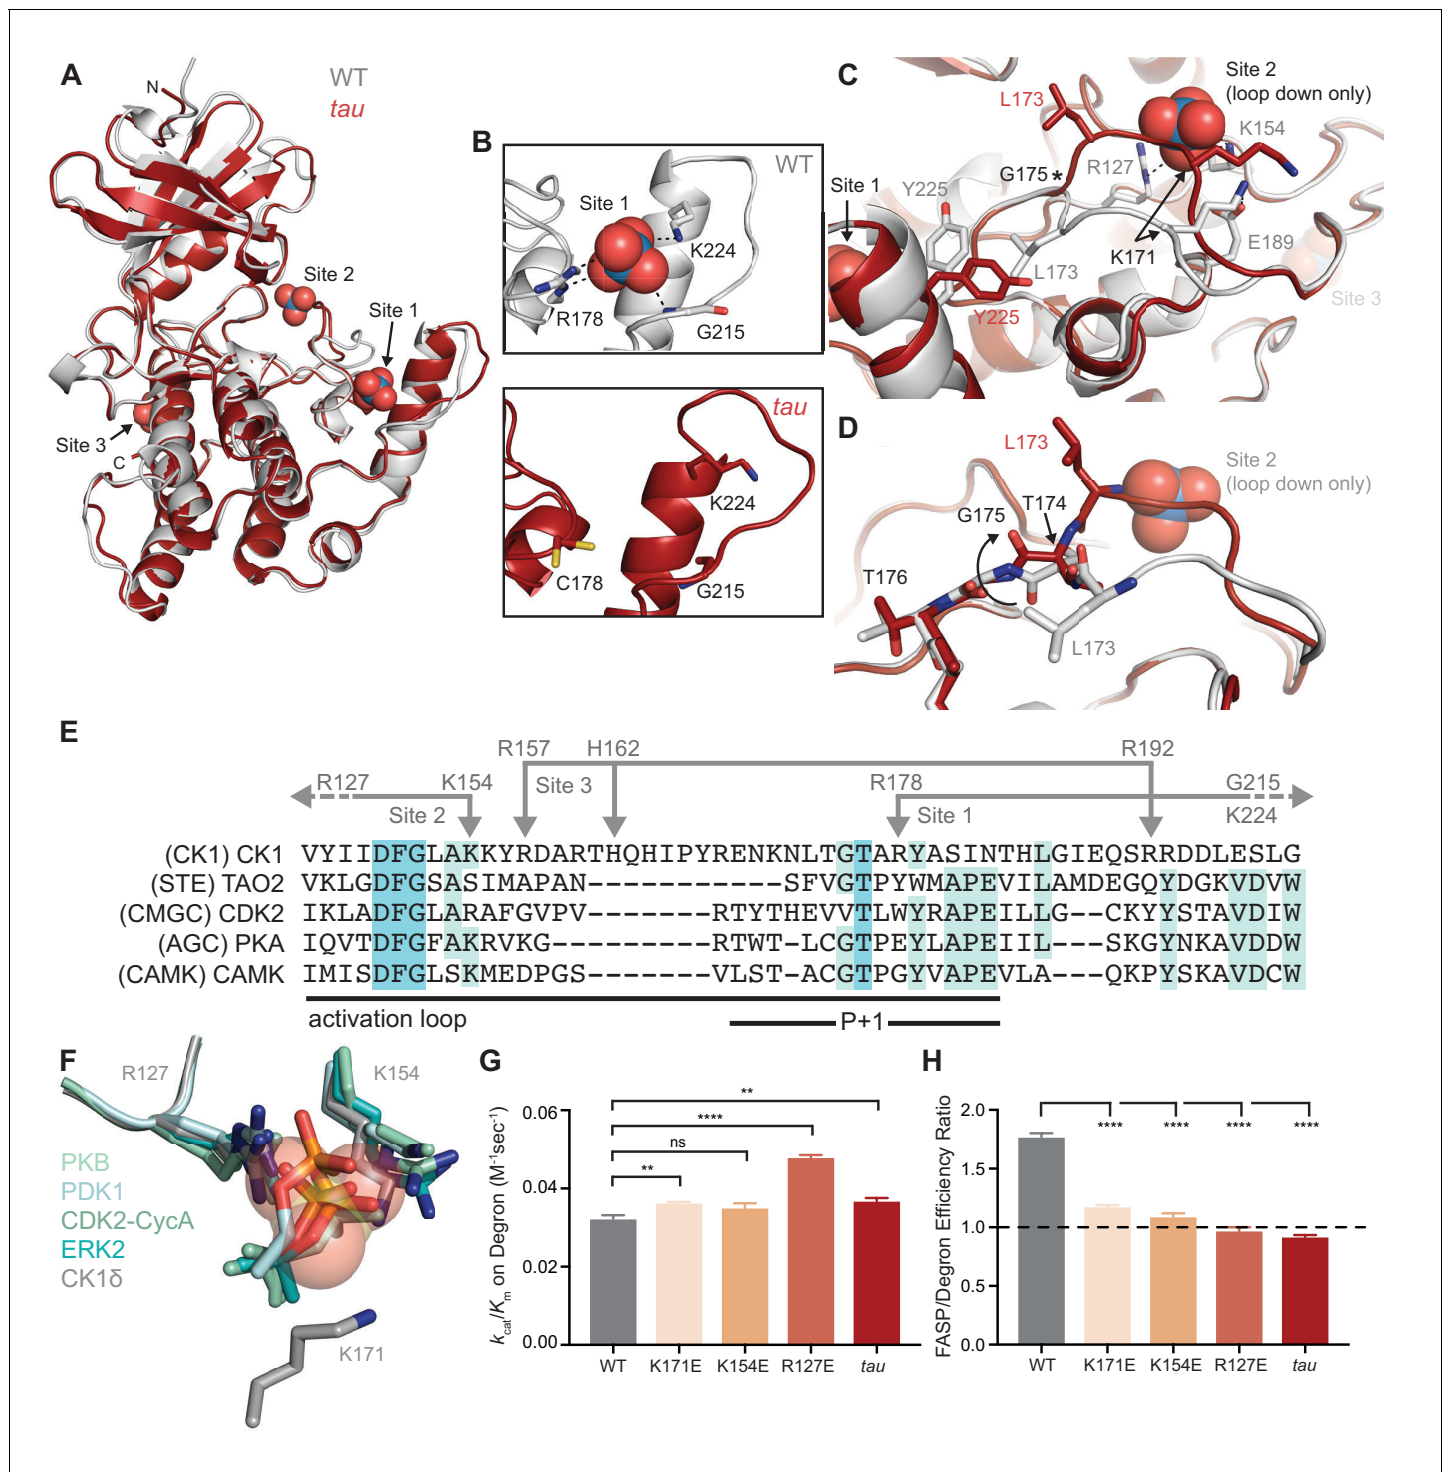 A
WT
tau
N
Site 2
Site 1
Site 3
C
B
WT
Site 1
K224
R178
G215
tau
K224
C178
G215
C
Site 2
(loop down only)
L173
K154
R127
G175 *
Site 1
Y225
E189
K171
L173
Y225
Site 3
D
L173
Site 2
(loop down only)
T174
G175
T176
L173
E
R157 H162 R192
R127 K154 Site 3 R178 G215
Site 2 Site 1 K224
(CK1) CK1 VYIIDFGLAKKYRDARTHQHIPYRENKNLTGTARYASINTHLGIEQSRRDDLESLG
(STE) TAO2 VKLGDFGSASIMAPAN-----------SFVGTPYWMAPEVILAMDEGQYDGKVDVW
(CMGC) CDK2 IKLADFGLARAFGVPV-------RTYTHEVVTLWYRAPEILLG---CKYYSTAVDIW
(AGC) PKA IQVTDFGFAKRVKG---------RTWT-LCGTPEYLAPEIIL----SKGYNKAVDDW
(CAMK) CAMK IMISDFGLSKMEDPGS-------VLST-ACGTPGYVAPEVLA----QKPYSKAVDCW
activation loop
P+1
F
R127
K154
PKB
PDK1
CDK2-CycA
ERK2
CK1δ
K171
G
kcat/Km on Degron (M-1sec-1)
0.06
0.04
0.02
0.00
**
****
ns
**
WT K171E K154E R127E tau
H
FASP/Degron Efficiency Ratio
2.0
1.5
1.0
0.5
0.0
**** **** **** ****
WT K171E K154E R127E tau